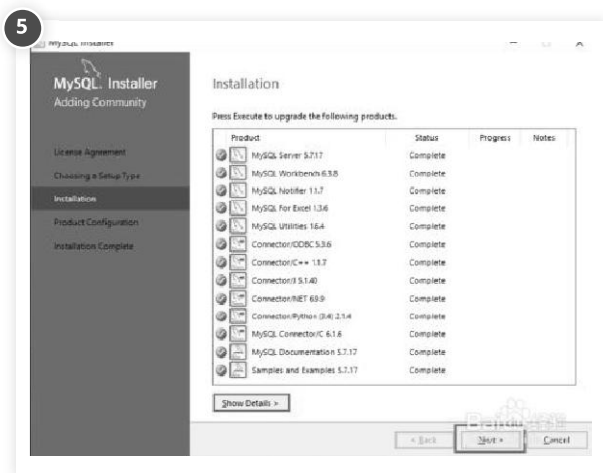 5
MySQL Installer
MySQL Installer
Adding Community
License Agreement
Choosing a Setup Type
Installation
Product Configuration
Installation Complete
Installation
Press Execute to upgrade the following products.
Product Status Progress Notes
MySQL Server 5.7.17 Complete
MySQL Workbench 6.3.8 Complete
MySQL Notifier 1.1.7 Complete
MySQL For Excel 1.3.6 Complete
MySQL Utilities 1.6.4 Complete
Connector/ODBC 5.3.6 Complete
Connector/C++ 1.1.7 Complete
Connector/J 5.1.40 Complete
Connector/NET 6.9.9 Complete
Connector/Python (3.4) 2.1.4 Complete
MySQL Connector/C 6.1.6 Complete
MySQL Documentation 5.7.17 Complete
Samples and Examples 5.7.17 Complete
Show Details >
Baidu 经验
< Back Next > Cancel